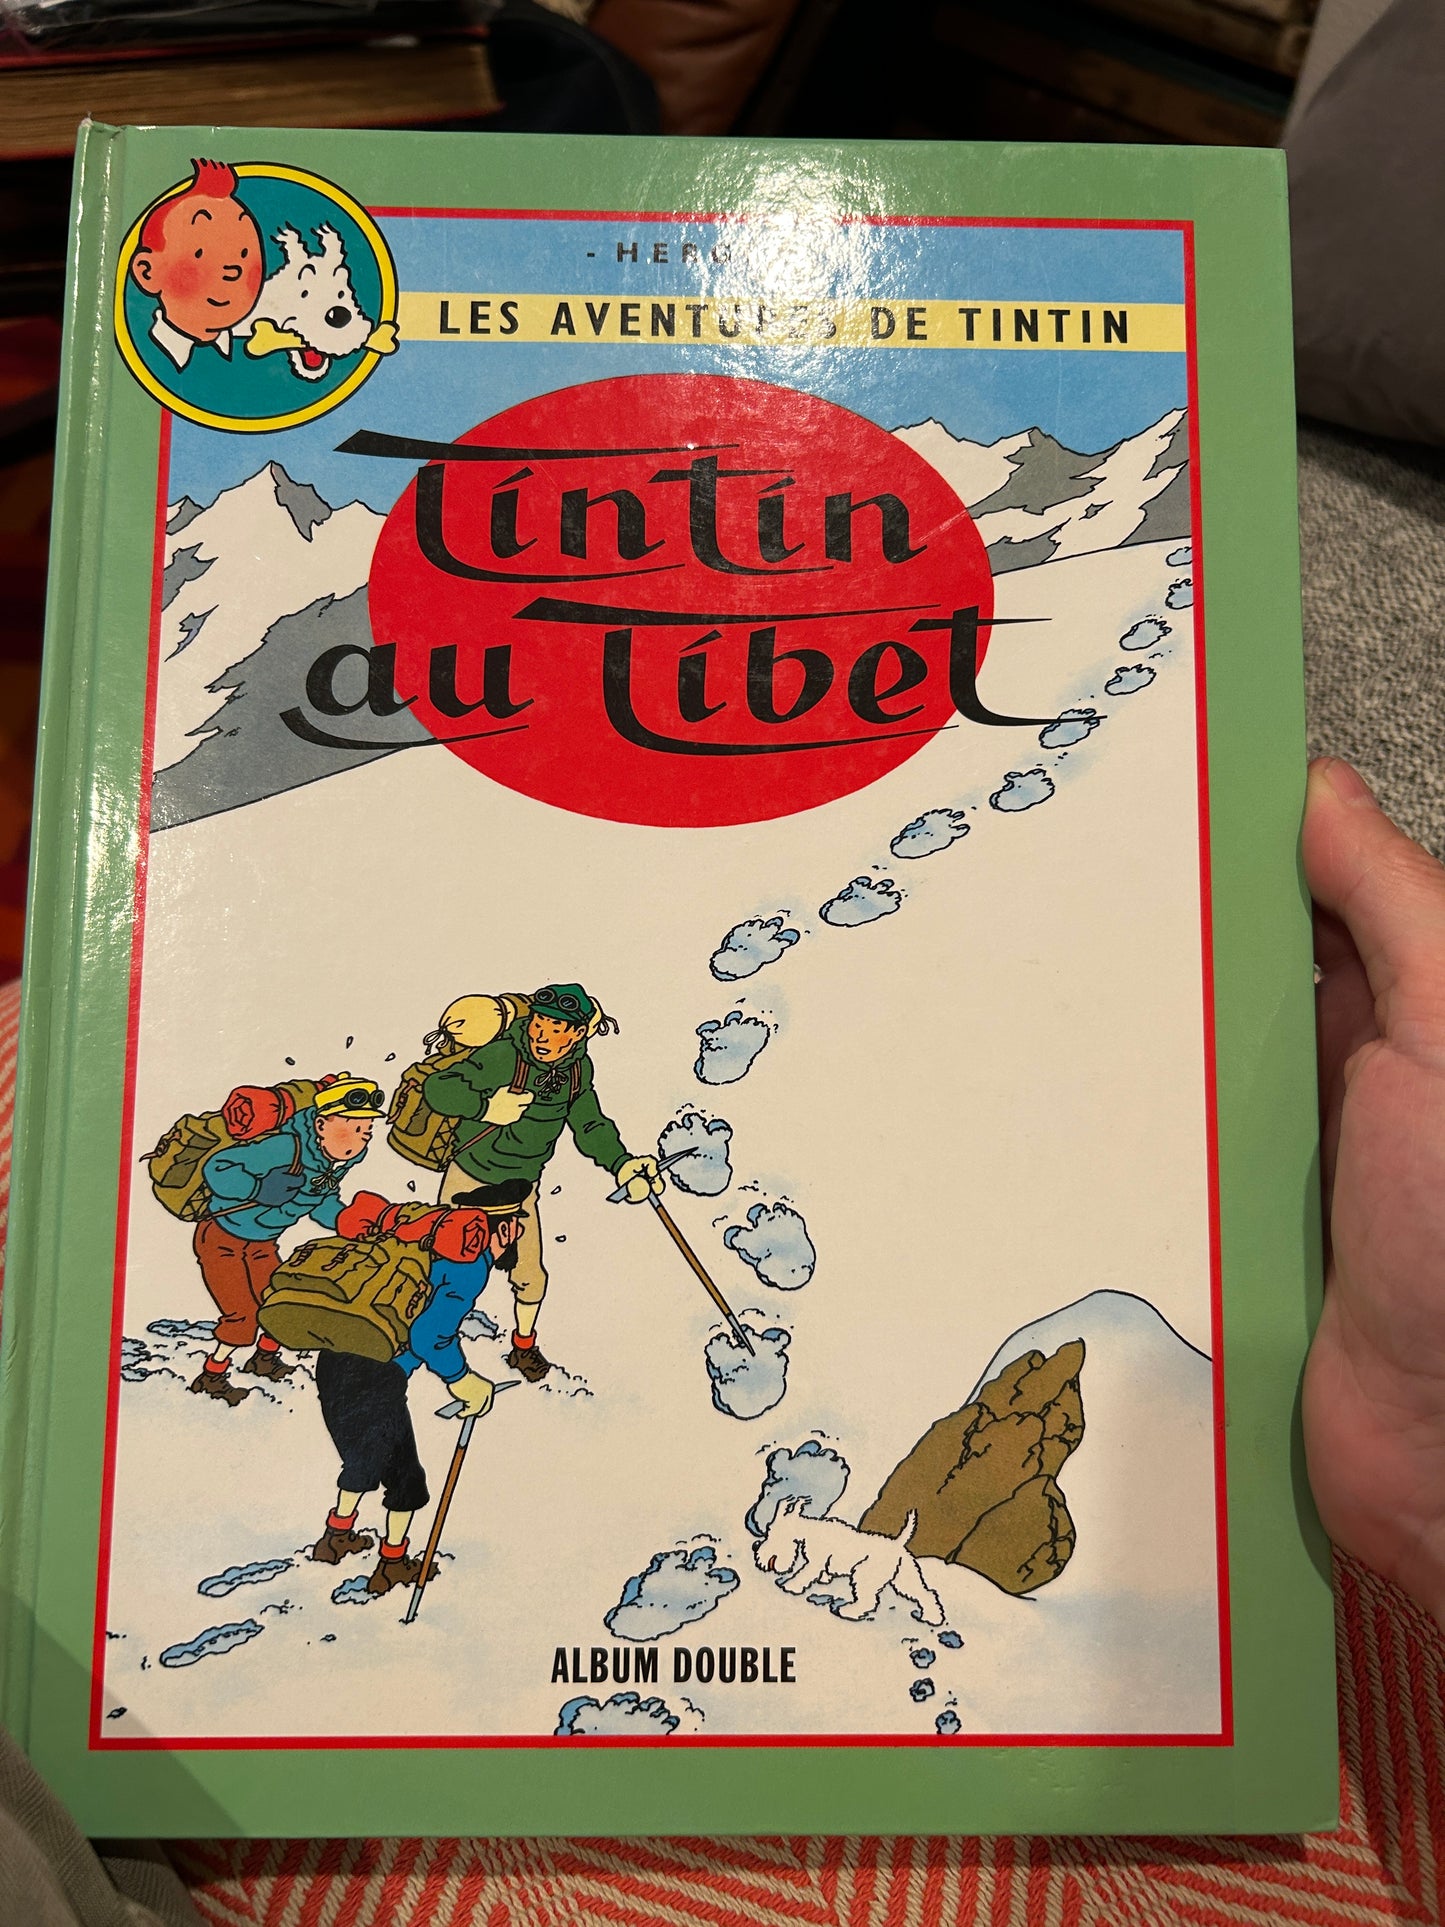 LES AVENTURES DE TINTIN
Tintin
au Tibet
ALBUM DOUBLE